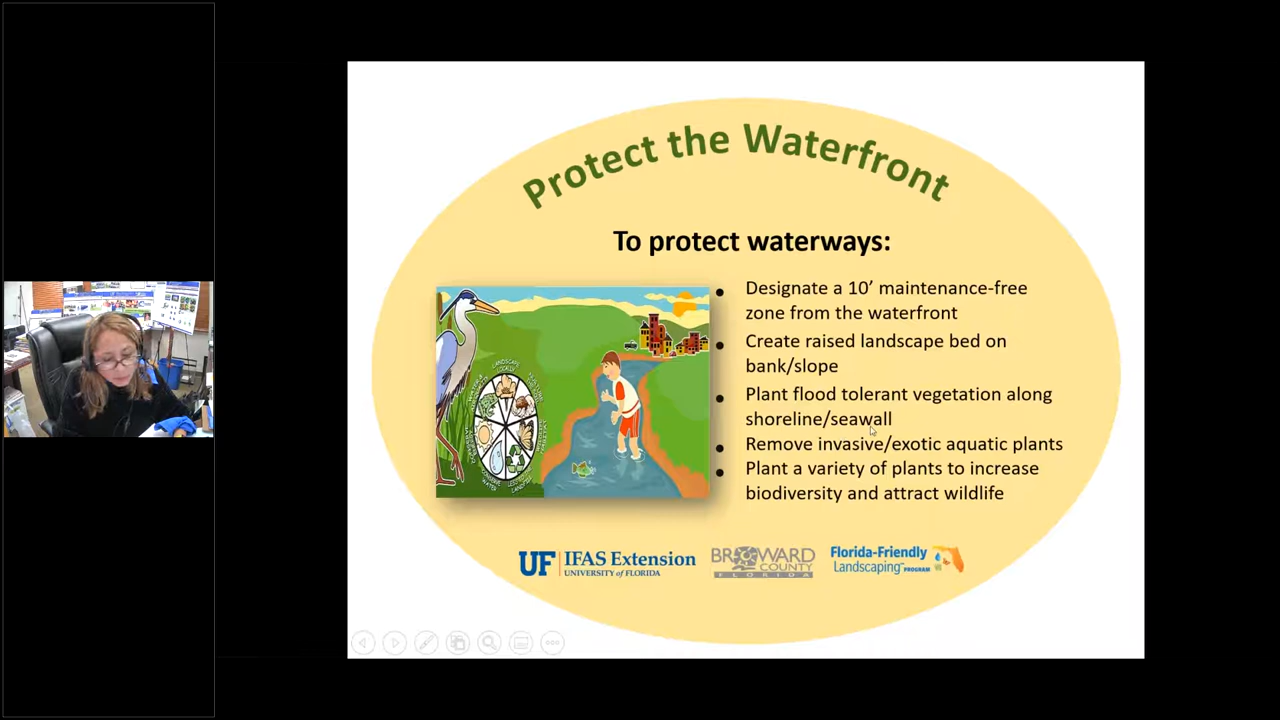 Protect the Waterfront
To protect waterways:
Designate a 10’ maintenance-free
zone from the waterfront
Create raised landscape bed on
bank/slope
Plant flood tolerant vegetation along
shoreline/seawall
Remove invasive/exotic aquatic plants
Plant a variety of plants to increase
biodiversity and attract wildlife
UF IFAS Extension
UNIVERSITY of FLORIDA
BROWARD
COUNTY
FLORIDA
Florida-Friendly
Landscaping™ PROGRAM